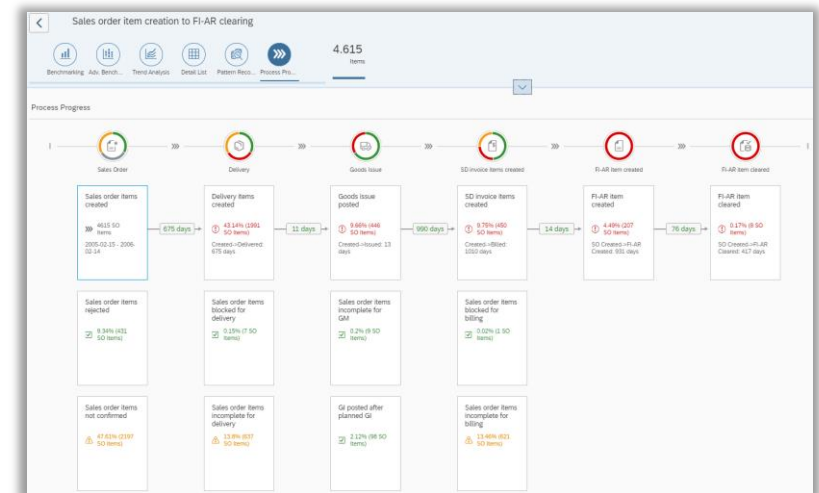 Sales order item creation to FI-AR clearing
4.615
Items
Benchmarking Adv. Bench... Trend Analysis Detail List Pattern Reco... Process Pro...
Process Progress
Sales Order
Delivery
Goods Issue
SD invoice items created
FI-AR item created
FI-AR item cleared
Sales order items
created
4615 SO
Items
2005-02-15 - 2006-
02-14
675 days
Delivery items
created
43.14% (1991
SO Items)
Created->Delivered:
675 days
11 days
Goods issue
posted
9.66% (446
SO Items)
Created->Issued: 13
days
990 days
SD invoice items
created
9.75% (450
SO Items)
Created->Billed:
1010 days
14 days
FI-AR item
created
4.49% (207
SO Items)
SO Created->FI-AR
Created: 931 days
76 days
FI-AR item
cleared
0.17% (8 SO
Items)
SO Created->FI-AR
Cleared: 417 days
Sales order items
rejected
9.34% (431
SO Items)
Sales order items
blocked for
delivery
0.15% (7 SO
Items)
Sales order items
incomplete for
GM
0.2% (9 SO
Items)
Sales order items
blocked for
billing
0.02% (1 SO
Items)
Sales order items
not confirmed
47.61% (2197
SO Items)
Sales order items
incomplete for
delivery
13.8% (637
SO Items)
GI posted after
planned GI
2.12% (98 SO
Items)
Sales order items
incomplete for
billing
13.46% (621
SO Items)